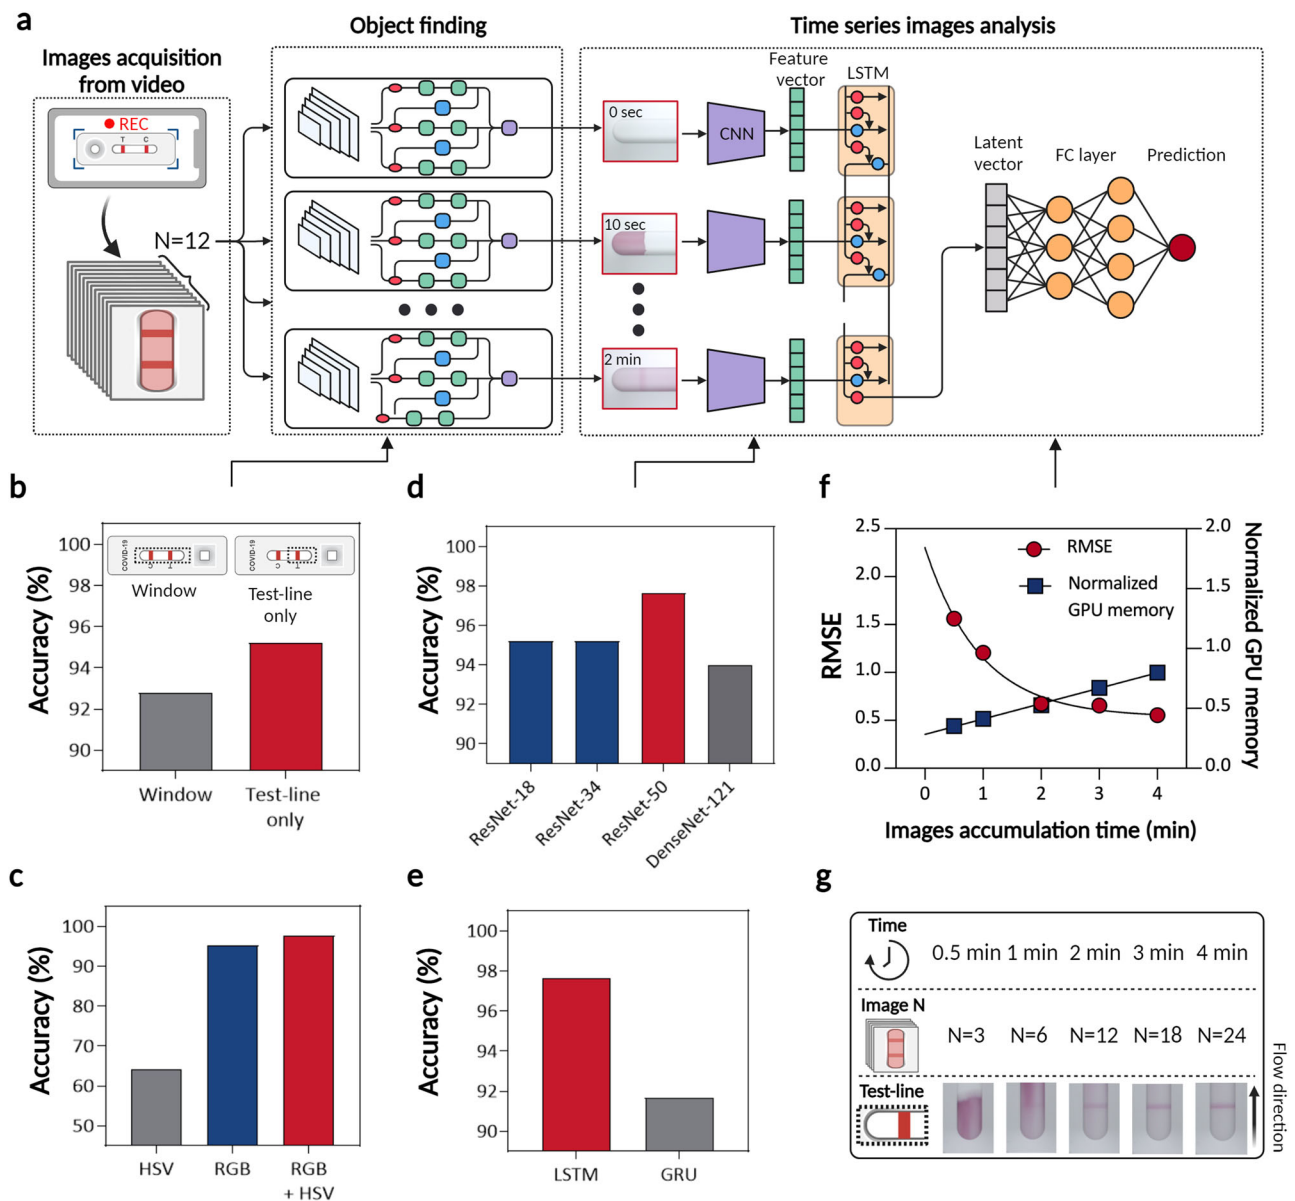 a
Object finding
Time series images analysis
Images acquisition
from video
REC
T C
N=12
0 sec
10 sec
2 min
CNN
Feature
vector
LSTM
Latent
vector
FC layer
Prediction
b
Accuracy (%)
100
98
96
94
92
90
COVID-19
C T
Window
COVID-19
C T
Test-line
only
Window
Test-line
only
c
Accuracy (%)
100
90
80
70
60
50
HSV
RGB
RGB
+ HSV
d
Accuracy (%)
100
98
96
94
92
90
ResNet-18
ResNet-34
ResNet-50
DenseNet-121
e
Accuracy (%)
100
98
96
94
92
90
LSTM
GRU
f
RMSE
2.5
2.0
1.5
1.0
0.5
0.0
RMSE
Normalized
GPU memory
2.0
1.5
1.0
0.5
0.0
Normalized GPU memory
0 1 2 3 4
Images accumulation time (min)
g
Time
0.5 min 1 min 2 min 3 min 4 min
Image N
N=3 N=6 N=12 N=18 N=24
Test-line
Flow direction